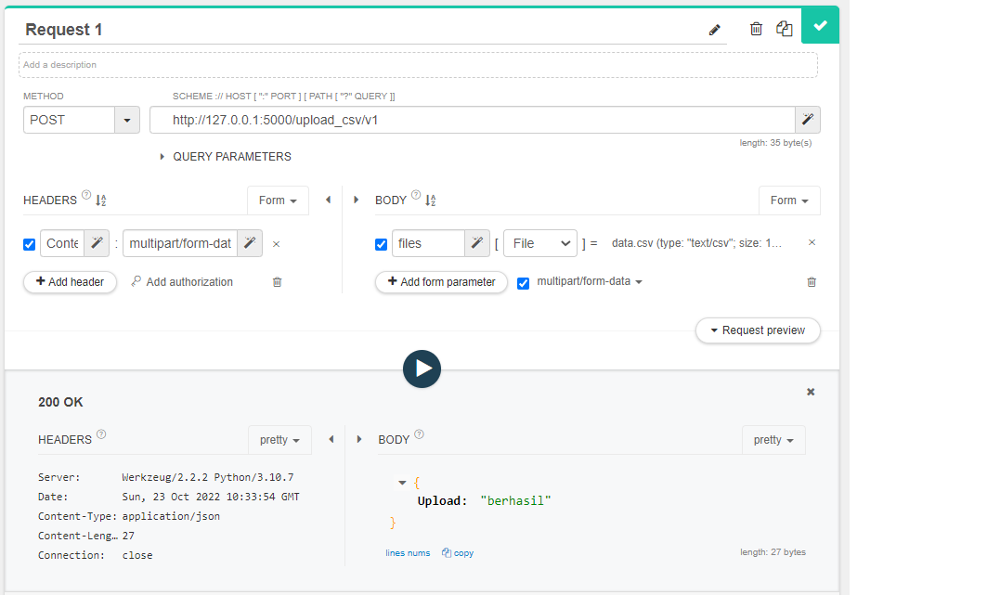 Request 1
Add a description
METHOD
SCHEME :// HOST [ ":" PORT ] [ PATH [ "?" QUERY ]]
POST
http://127.0.0.1:5000/upload_csv/v1
length: 35 byte(s)
QUERY PARAMETERS
HEADERS ? Form
BODY ? Form
Conte : multipart/form-dat ×
files [ File ] = data.csv (type: "text/csv"; size: 1... ×
+ Add header Add authorization
+ Add form parameter multipart/form-data
Request preview
200 OK
HEADERS ? pretty
BODY ? pretty
Server: Werkzeug/2.2.2 Python/3.10.7
Date: Sun, 23 Oct 2022 10:33:54 GMT
Content-Type: application/json
Content-Leng… 27
Connection: close
{
Upload: "berhasil"
}
lines nums copy
length: 27 bytes